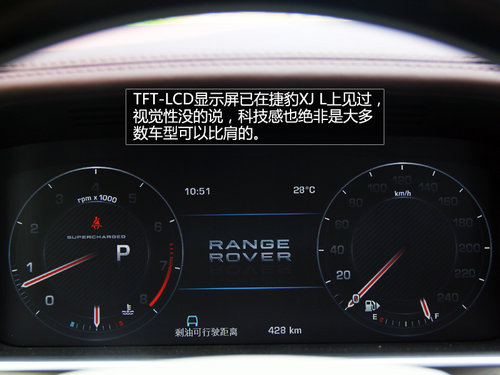 TFT-LCD显示屏已在捷豹XJ L上见过，
视觉性没的说，科技感也绝非是大多
数车型可以比肩的。
10:51
28°C
rpm x1000
SUPERCHARGED
P
0
1
2
3
4
5
6
7
8
RANGE
ROVER
剩油可行驶距离
428 km
km/h
0
20
40
60
80
100
120
140
160
180
200
220
240
E
F